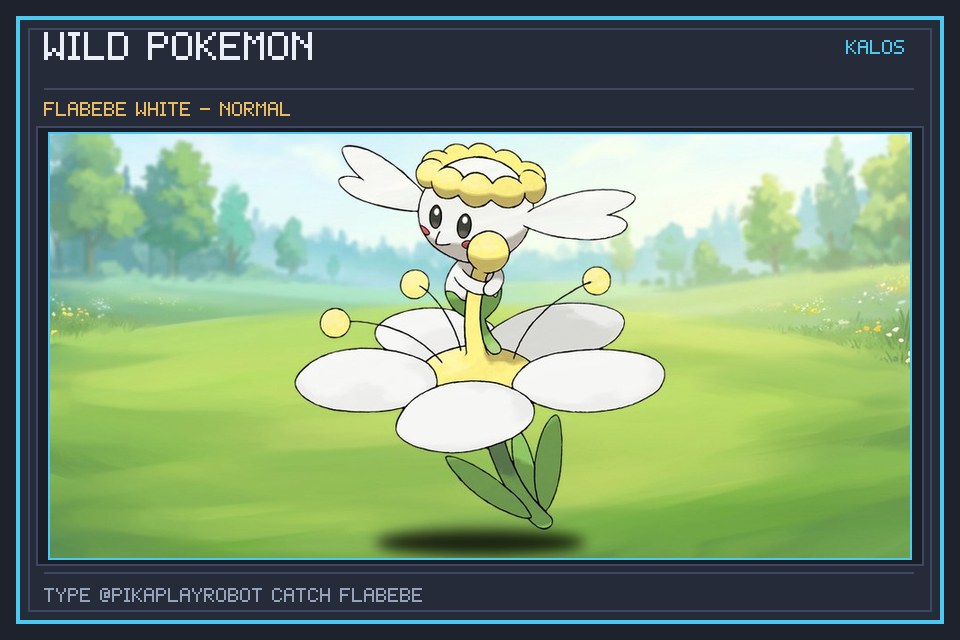 WILD POKEMON
KALOS
FLABEBE WHITE - NORMAL
TYPE @PIKAPLAYROBOT CATCH FLABEBE